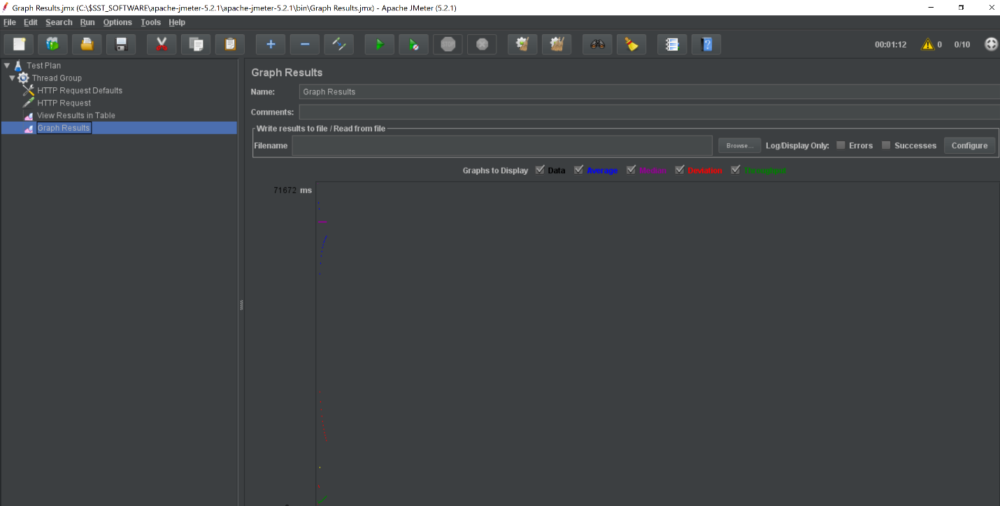 Graph Results.jmx (C:\$SST_SOFTWARE\apache-jmeter-5.2.1\apache-jmeter-5.2.1\bin\Graph Results.jmx) - Apache JMeter (5.2.1)
File Edit Search Run Options Tools Help
STOP 00:01:12 0 0/10
Test Plan
Thread Group
HTTP Request Defaults
HTTP Request
View Results in Table
Graph Results
Graph Results
Name: Graph Results
Comments:
Write results to file / Read from file
Filename Browse... Log/Display Only: Errors Successes Configure
Graphs to Display Data Average Median Deviation Throughput
71672 ms